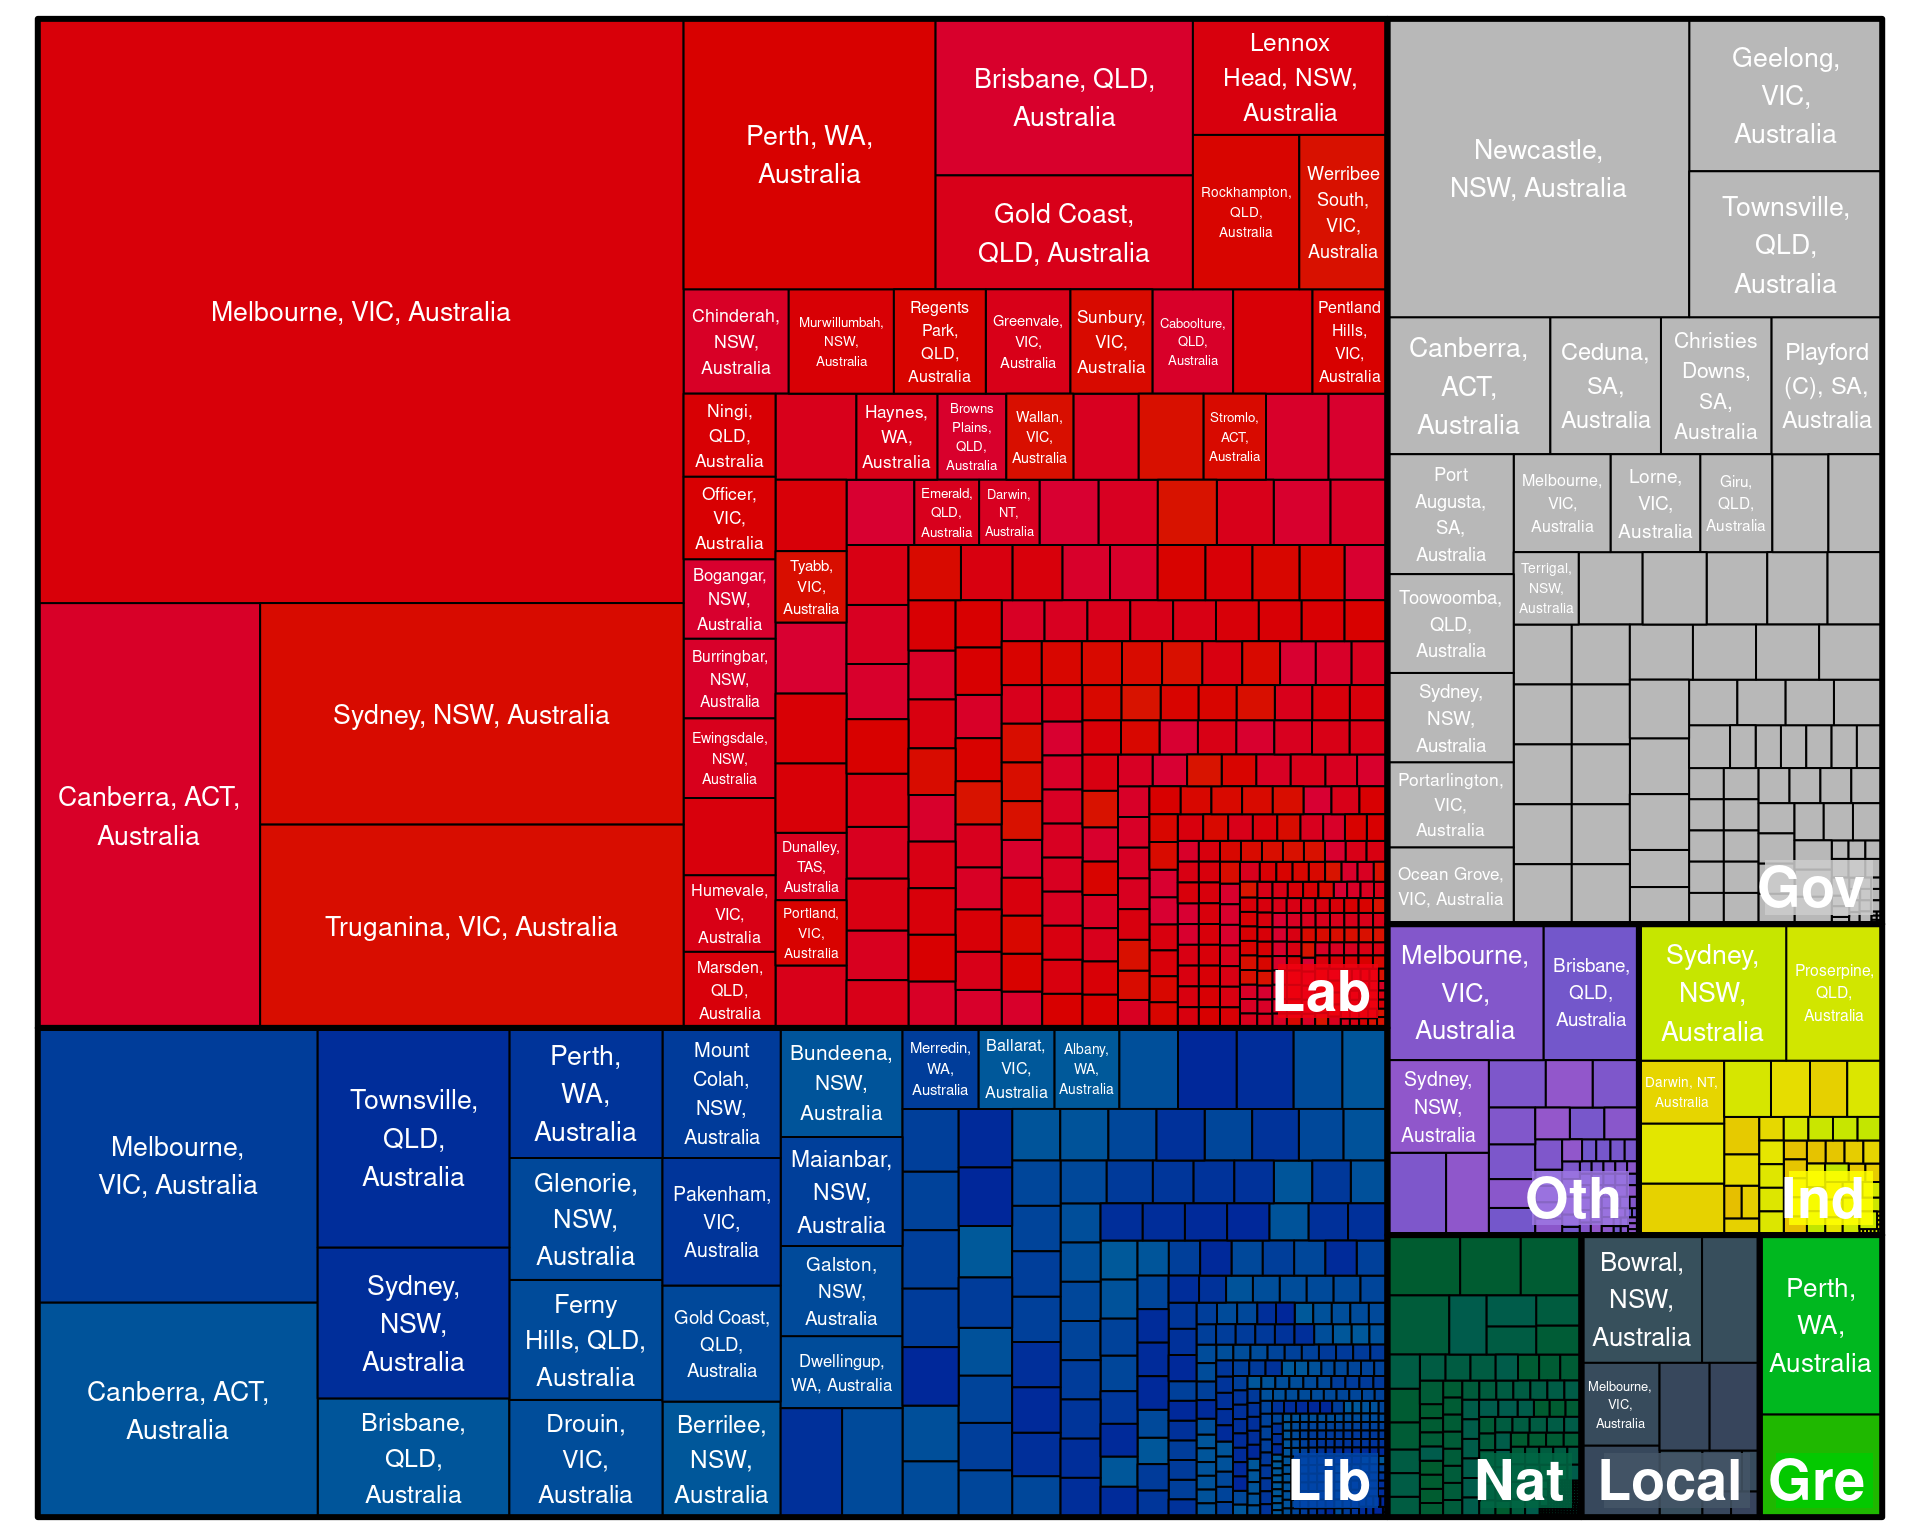 Melbourne, VIC, Australia
Canberra, ACT,
Australia
Sydney, NSW, Australia
Truganina, VIC, Australia
Perth, WA,
Australia
Brisbane, QLD,
Australia
Gold Coast,
QLD, Australia
Lennox
Head, NSW,
Australia
Rockhampton,
QLD,
Australia
Werribee
South,
VIC,
Australia
Chinderah,
NSW,
Australia
Murwillumbah,
NSW,
Australia
Regents
Park,
QLD,
Australia
Greenvale,
VIC,
Australia
Sunbury,
VIC,
Australia
Caboolture,
QLD,
Australia
Pentland
Hills,
VIC,
Australia
Ningi,
QLD,
Australia
Haynes,
WA,
Australia
Browns
Plains,
QLD,
Australia
Wallan,
VIC,
Australia
Stromlo,
ACT,
Australia
Officer,
VIC,
Australia
Emerald,
QLD,
Australia
Darwin,
NT,
Australia
Bogangar,
NSW,
Australia
Tyabb,
VIC,
Australia
Burringbar,
NSW,
Australia
Ewingsdale,
NSW,
Australia
Dunalley,
TAS,
Australia
Humevale,
VIC,
Australia
Portland,
VIC,
Australia
Marsden,
QLD,
Australia
Lab
Newcastle,
NSW, Australia
Geelong,
VIC,
Australia
Townsville,
QLD,
Australia
Canberra,
ACT,
Australia
Ceduna,
SA,
Australia
Christies
Downs,
SA,
Australia
Playford
(C), SA,
Australia
Port
Augusta,
SA,
Australia
Melbourne,
VIC,
Australia
Lorne,
VIC,
Australia
Giru,
QLD,
Australia
Terrigal,
NSW,
Australia
Toowoomba,
QLD,
Australia
Sydney,
NSW,
Australia
Portarlington,
VIC,
Australia
Ocean Grove,
VIC, Australia
Gov
Melbourne,
VIC,
Australia
Brisbane,
QLD,
Australia
Sydney,
NSW,
Australia
Oth
Sydney,
NSW,
Australia
Proserpine,
QLD,
Australia
Darwin, NT,
Australia
Ind
Melbourne,
VIC, Australia
Canberra, ACT,
Australia
Townsville,
QLD,
Australia
Sydney,
NSW,
Australia
Brisbane,
QLD,
Australia
Perth,
WA,
Australia
Glenorie,
NSW,
Australia
Ferny
Hills, QLD,
Australia
Drouin,
VIC,
Australia
Mount
Colah,
NSW,
Australia
Pakenham,
VIC,
Australia
Gold Coast,
QLD,
Australia
Berrilee,
NSW,
Australia
Bundeena,
NSW,
Australia
Maianbar,
NSW,
Australia
Galston,
NSW,
Australia
Dwellingup,
WA, Australia
Merredin,
WA,
Australia
Ballarat,
VIC,
Australia
Albany,
WA,
Australia
Lib
Nat
Bowral,
NSW,
Australia
Melbourne,
VIC,
Australia
Local
Perth,
WA,
Australia
Gre